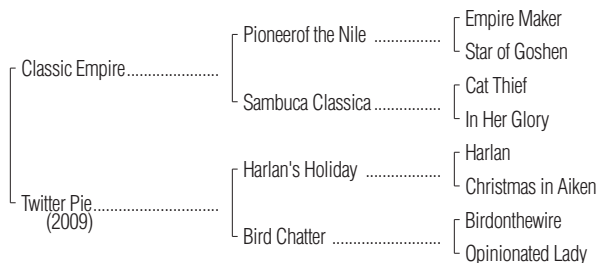 Empire Maker
Pioneerof the Nile ..................
Star of Goshen
Classic Empire.........................
Cat Thief
Sambuca Classica ..................
In Her Glory
Harlan
Harlan's Holiday ....................
Christmas in Aiken
Twitter Pie..................................
(2009)
Birdonthewire
Bird Chatter .............................
Opinionated Lady